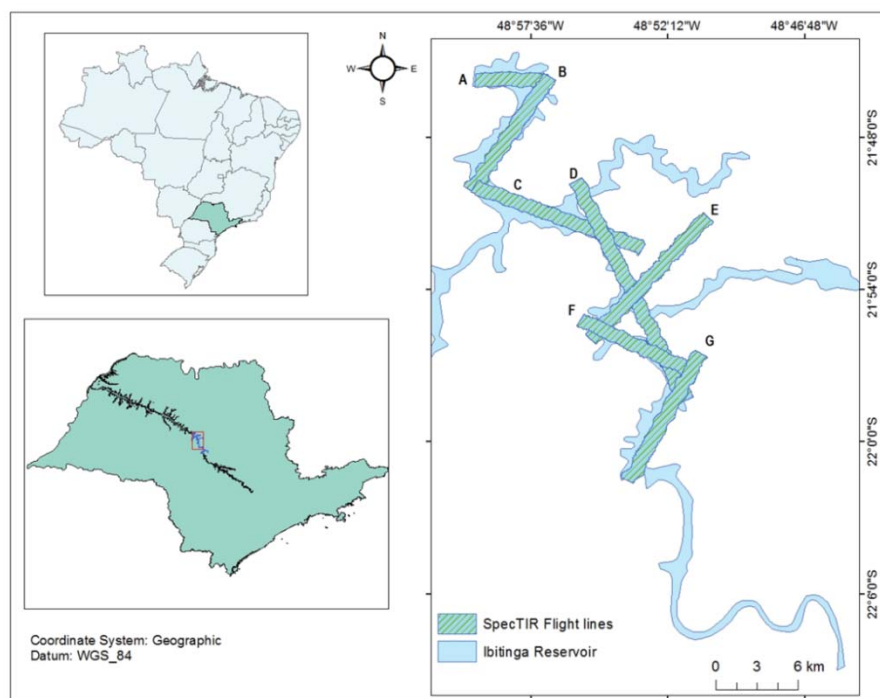 N
W E
S
48°57'36"W 48°52'12"W 48°46'48"W
A
B
C
D
E
F
G
21°48'0"S
21°54'0"S
22°0'0"S
22°6'0"S
SpecTIR Flight lines
Ibitinga Reservoir
0 3 6 km
Coordinate System: Geographic
Datum: WGS_84